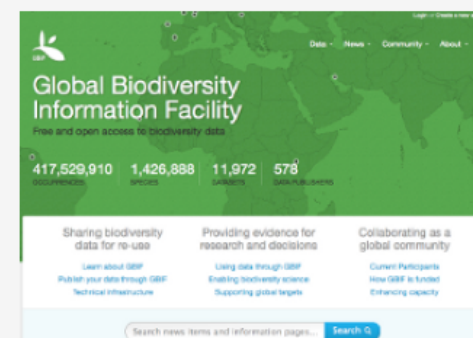 Login or Create a new
Data News Community About
GBIF
Global Biodiversity
Information Facility
Free and open access to biodiversity data
417,529,910 1,426,888 11,972 578
OCCURRENCES SPECIES DATASETS DATA PUBLISHERS
Sharing biodiversity Providing evidence for Collaborating as a
data for re-use research and decisions global community
Learn about GBIF Using data through GBIF Current Participants
Publish your data through GBIF Enabling biodiversity science How GBIF is funded
Technical infrastructure Supporting global targets Enhancing capacity
Search news items and information pages... Search